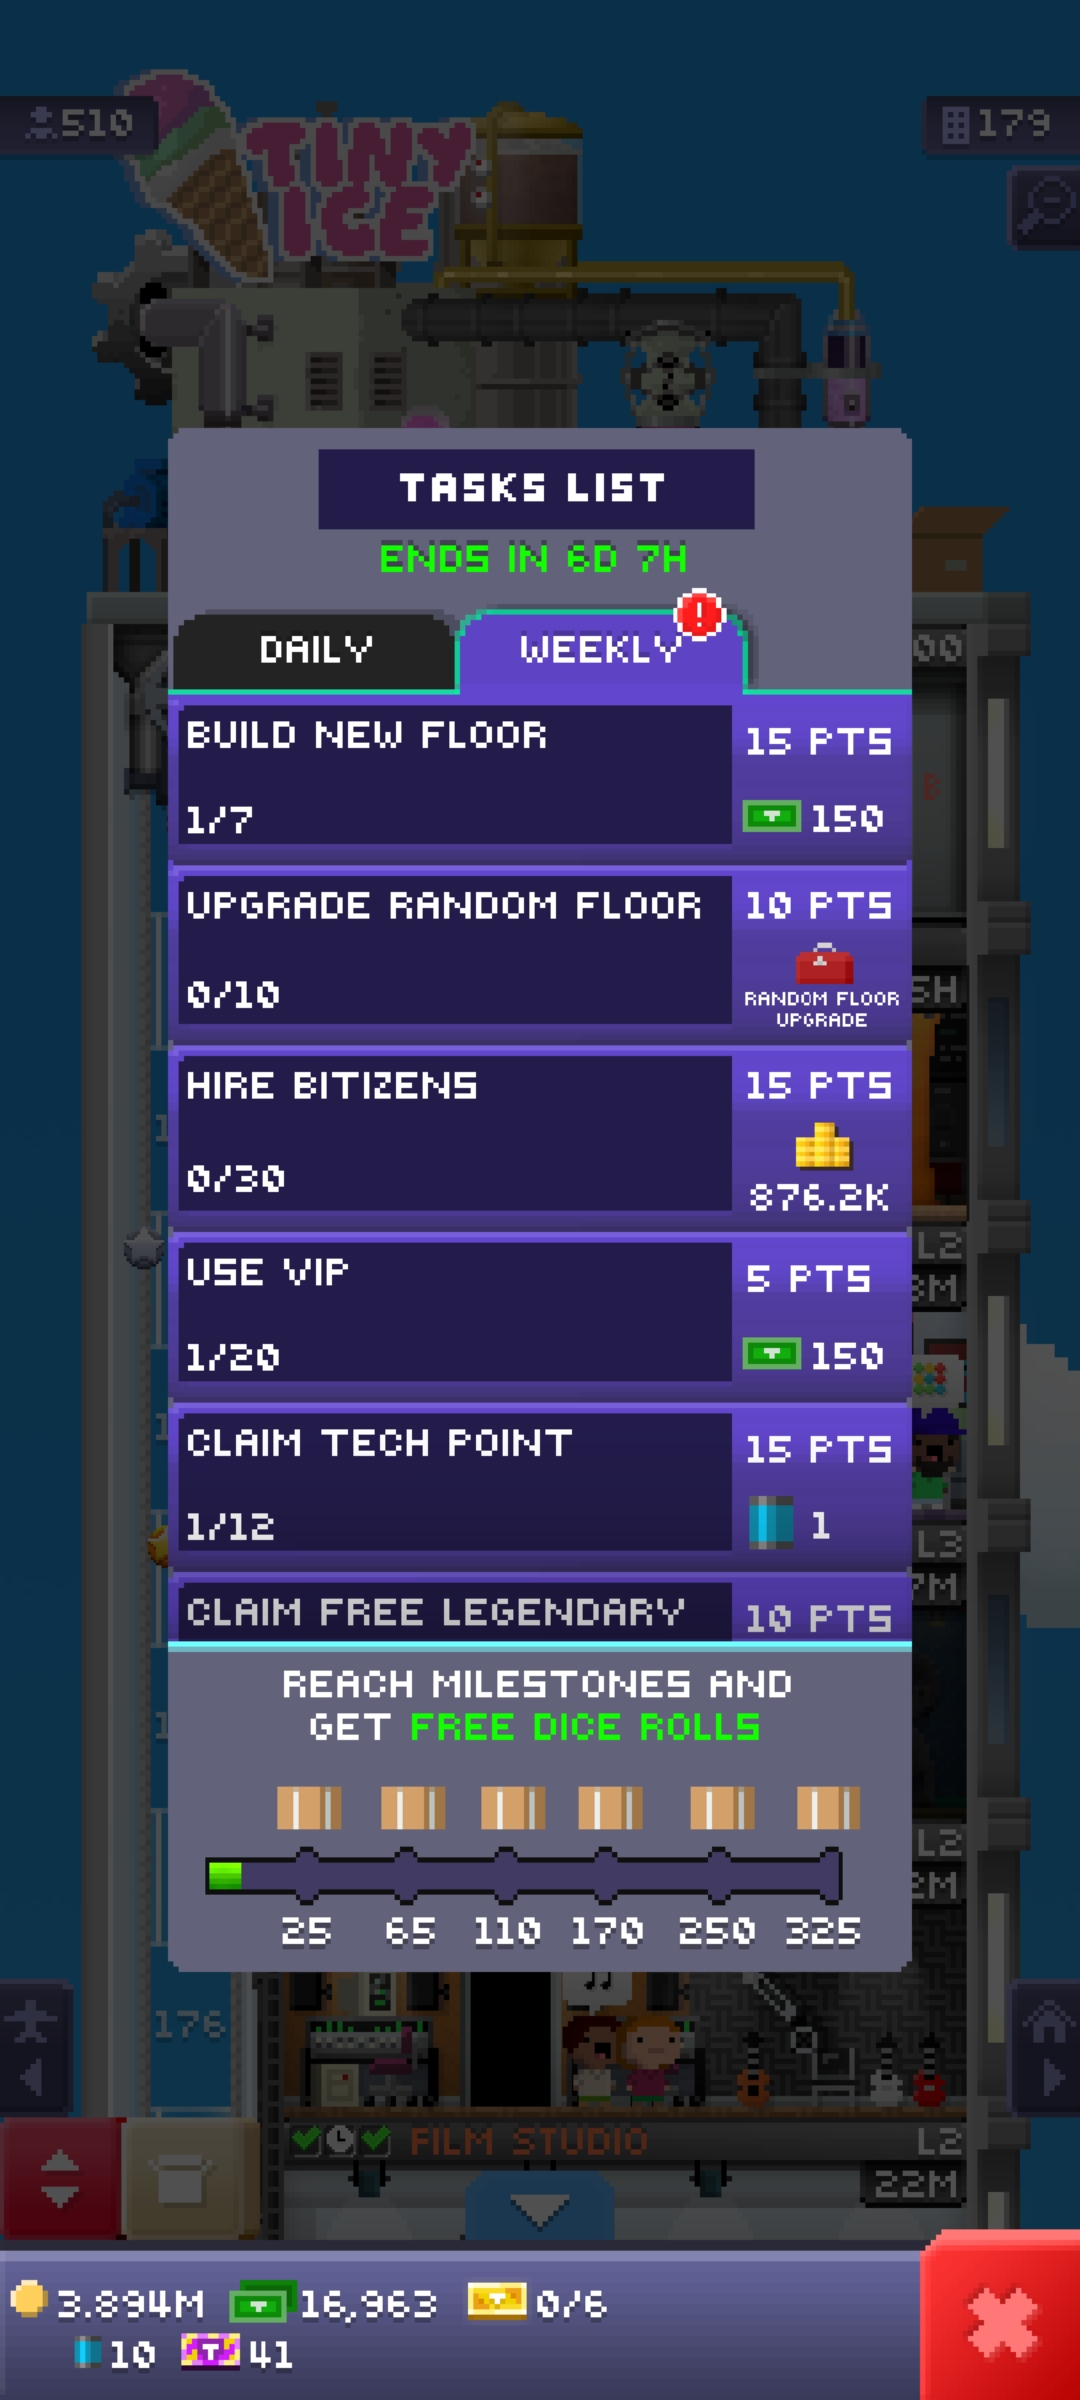 510
179
TINY
ICE
TASKS LIST
ENDS IN 6D 7H
DAILY
WEEKLY
!
BUILD NEW FLOOR
15 PTS
1/7
150
UPGRADE RANDOM FLOOR
10 PTS
0/10
RANDOM FLOOR
UPGRADE
HIRE BITIZENS
15 PTS
0/30
876.2K
USE VIP
5 PTS
1/20
150
CLAIM TECH POINT
15 PTS
1/12
1
CLAIM FREE LEGENDARY
10 PTS
L2
L3
L2
REACH MILESTONES AND
GET FREE DICE ROLLS
25 65 110 170 250 325
176
FILM STUDIO
L2
22M
3.894M
16,963
0/6
10
41